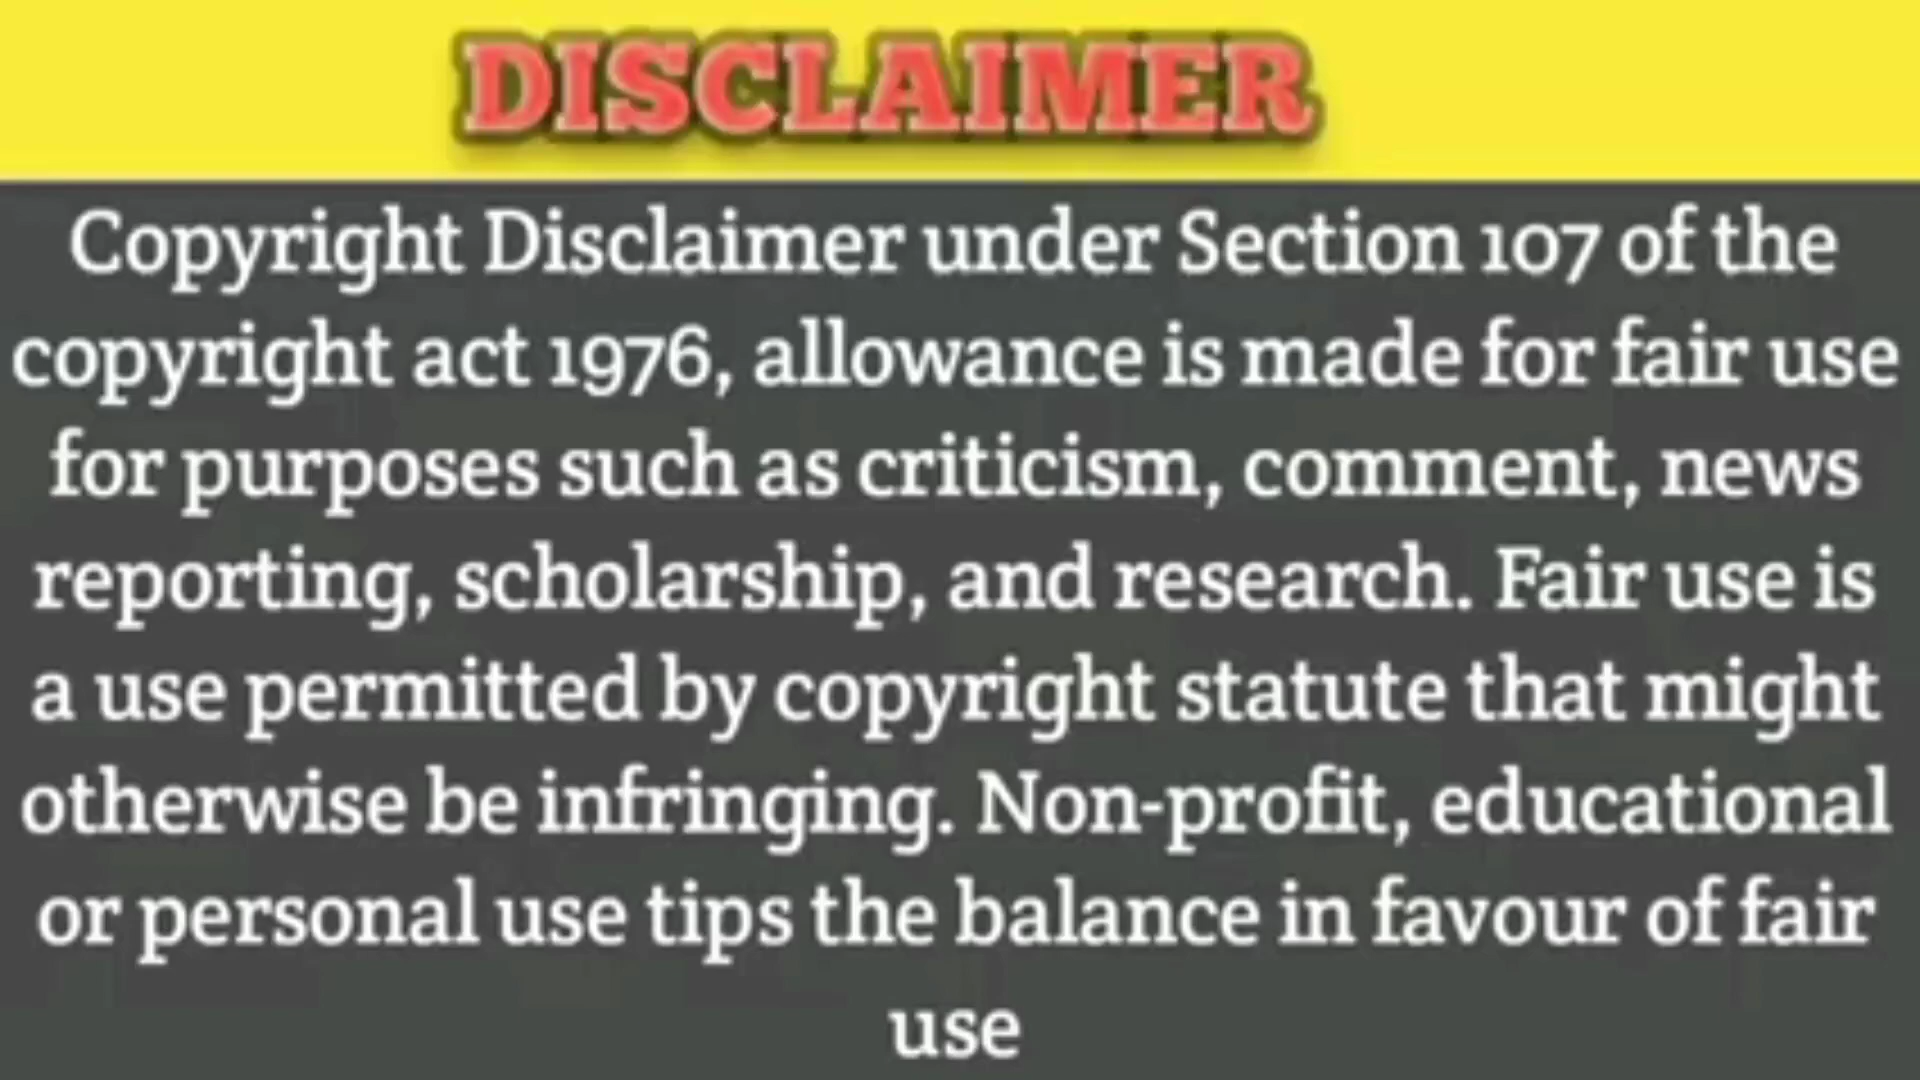 DISCLAIMER
Copyright Disclaimer under Section 107 of the
copyright act 1976, allowance is made for fair use
for purposes such as criticism, comment, news
reporting, scholarship, and research. Fair use is
a use permitted by copyright statute that might
otherwise be infringing. Non-profit, educational
or personal use tips the balance in favour of fair
use